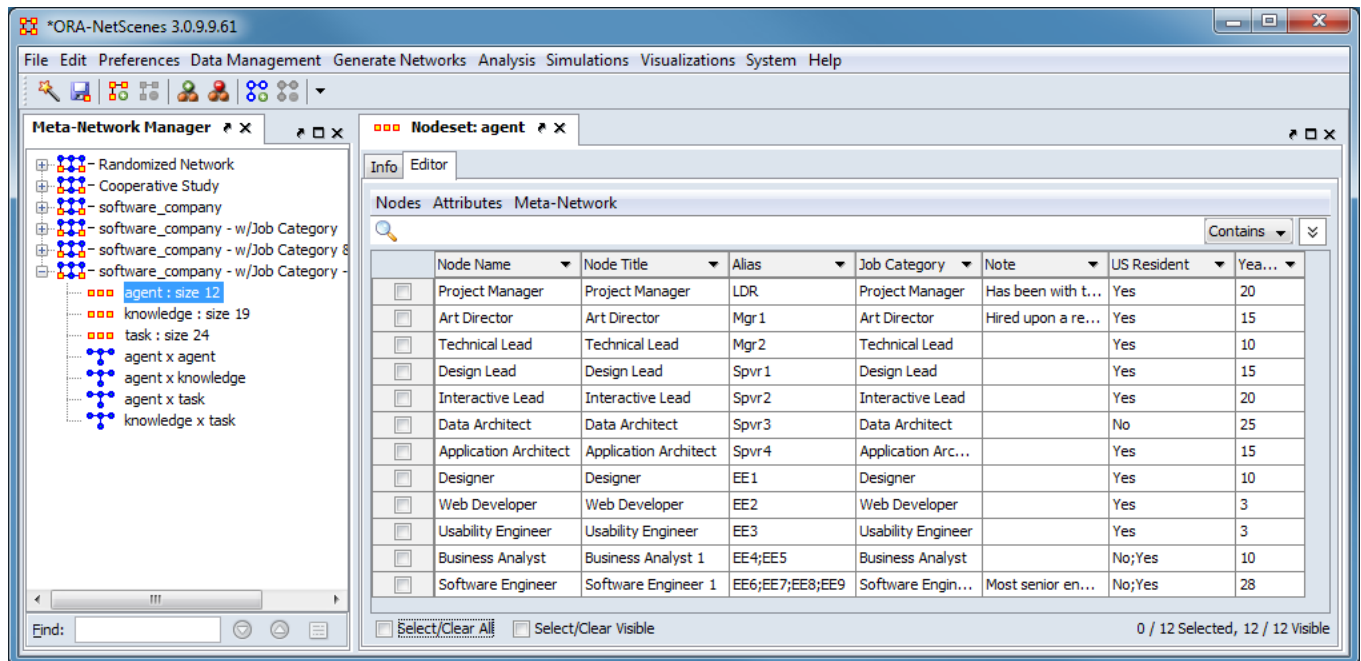 *ORA-NetScenes 3.0.9.9.61
File Edit Preferences Data Management Generate Networks Analysis Simulations Visualizations System Help
Meta-Network Manager
Randomized Network
Cooperative Study
software_company
software_company - w/Job Category
software_company - w/Job Category &
software_company - w/Job Category -
agent : size 12
knowledge : size 19
task : size 24
agent x agent
agent x knowledge
agent x task
knowledge x task
Find:
Nodeset: agent
Info Editor
Nodes Attributes Meta-Network
Contains
Node Name Node Title Alias Job Category Note US Resident Yea...
Project Manager Project Manager LDR Project Manager Has been with t... Yes 20
Art Director Art Director Mgr1 Art Director Hired upon a re... Yes 15
Technical Lead Technical Lead Mgr2 Technical Lead Yes 10
Design Lead Design Lead Spvr1 Design Lead Yes 15
Interactive Lead Interactive Lead Spvr2 Interactive Lead Yes 20
Data Architect Data Architect Spvr3 Data Architect No 25
Application Architect Application Architect Spvr4 Application Arc... Yes 15
Designer Designer EE1 Designer Yes 10
Web Developer Web Developer EE2 Web Developer Yes 3
Usability Engineer Usability Engineer EE3 Usability Engineer Yes 3
Business Analyst Business Analyst 1 EE4;EE5 Business Analyst No;Yes 10
Software Engineer Software Engineer 1 EE6;EE7;EE8;EE9 Software Engin... Most senior en... No;Yes 28
Select/Clear All Select/Clear Visible 0 / 12 Selected, 12 / 12 Visible